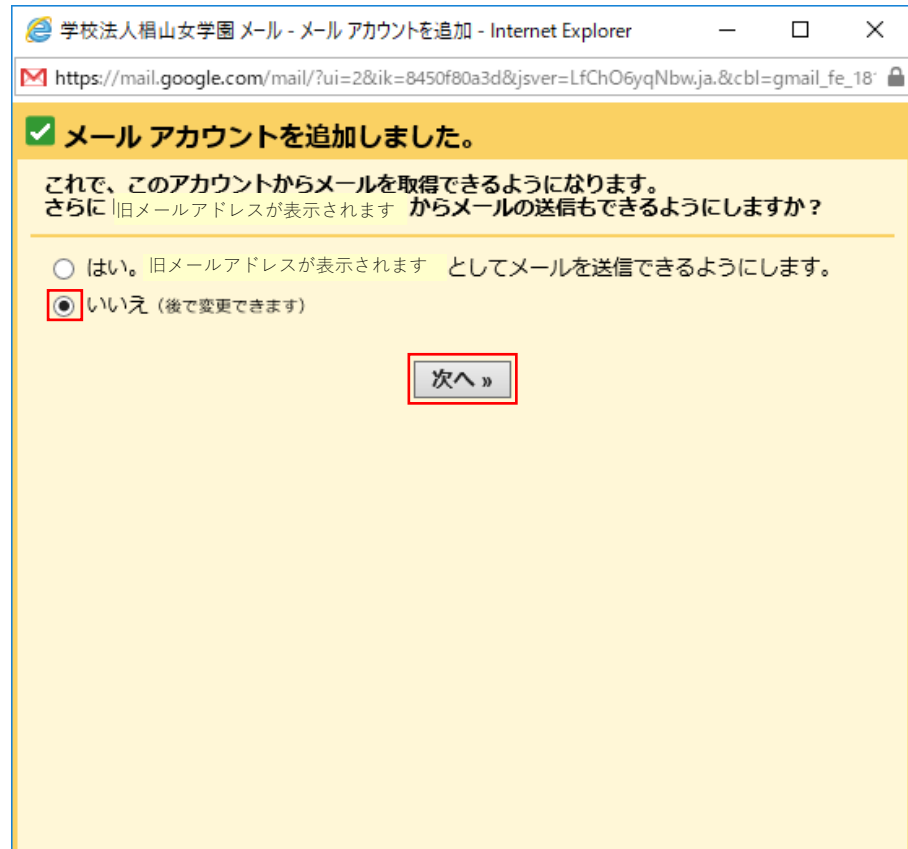 学校法人椙山女学園 メール - メール アカウントを追加 - Internet Explorer
https://mail.google.com/mail/?ui=2&ik=8450f80a3d&jsver=LfChO6yqNbw.ja.&cbl=gmail_fe_18
メール アカウントを追加しました。
これで、このアカウントからメールを取得できるようになります。
さらに 旧メールアドレスが表示されます からメールの送信もできるようにしますか？
はい。 旧メールアドレスが表示されます としてメールを送信できるようにします。
いいえ（後で変更できます）
次へ »